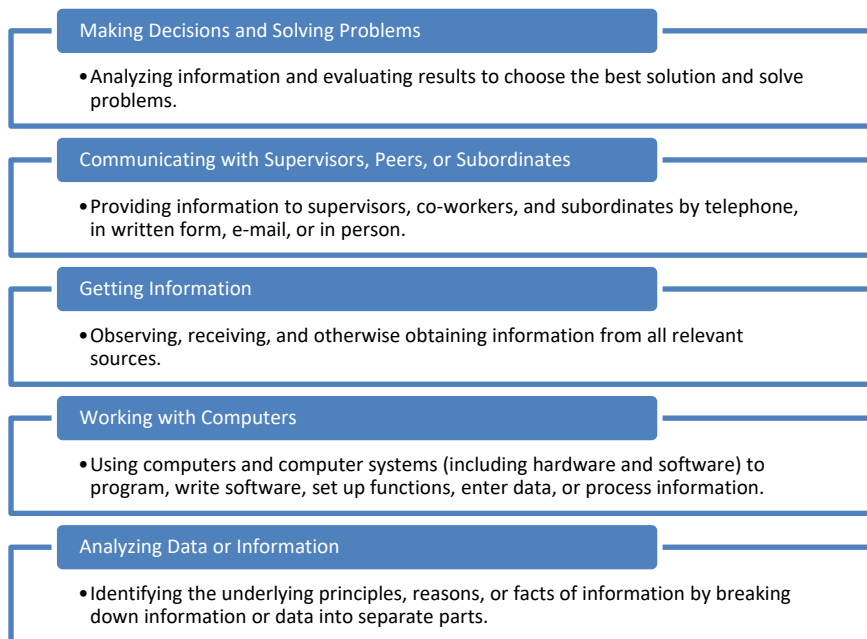 Making Decisions and Solving Problems
•Analyzing information and evaluating results to choose the best solution and solve
problems.
Communicating with Supervisors, Peers, or Subordinates
•Providing information to supervisors, co-workers, and subordinates by telephone,
in written form, e-mail, or in person.
Getting Information
•Observing, receiving, and otherwise obtaining information from all relevant
sources.
Working with Computers
•Using computers and computer systems (including hardware and software) to
program, write software, set up functions, enter data, or process information.
Analyzing Data or Information
•Identifying the underlying principles, reasons, or facts of information by breaking
down information or data into separate parts.